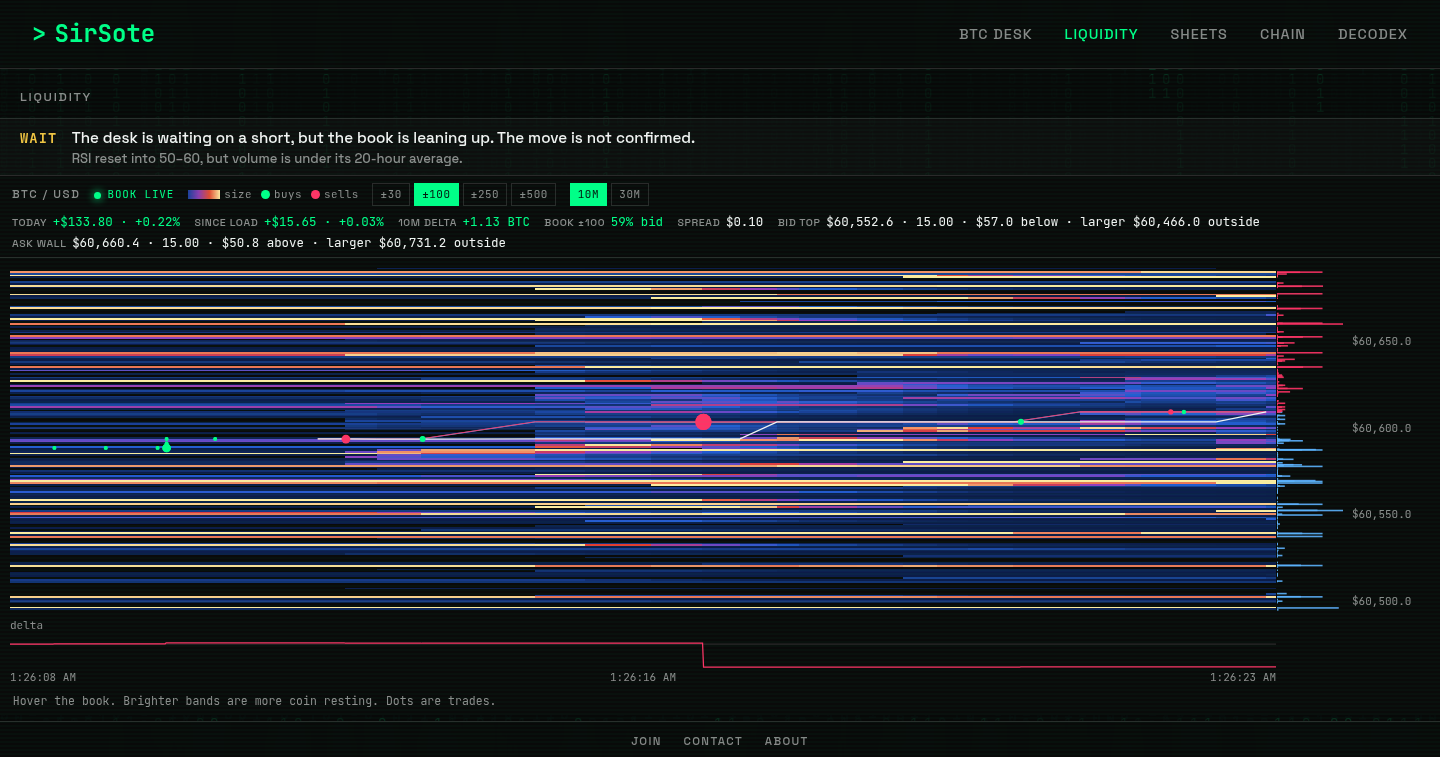 > SirSote
BTC DESK LIQUIDITY SHEETS CHAIN DECODEX
LIQUIDITY
WAIT The desk is waiting on a short, but the book is leaning up. The move is not confirmed.
RSI reset into 50–60, but volume is under its 20-hour average.
BTC / USD BOOK LIVE size buys sells ±30 ±100 ±250 ±500 10M 30M
TODAY +$133.80 · +0.22% SINCE LOAD +$15.65 · +0.03% 10M DELTA +1.13 BTC BOOK ±100 59% bid SPREAD $0.10 BID TOP $60,552.6 · 15.00 · $57.0 below · larger $60,466.0 outside
ASK WALL $60,660.4 · 15.00 · $50.8 above · larger $60,731.2 outside
$60,650.0
$60,600.0
$60,550.0
$60,500.0
delta
1:26:08 AM 1:26:16 AM 1:26:23 AM
Hover the book. Brighter bands are more coin resting. Dots are trades.
JOIN CONTACT ABOUT